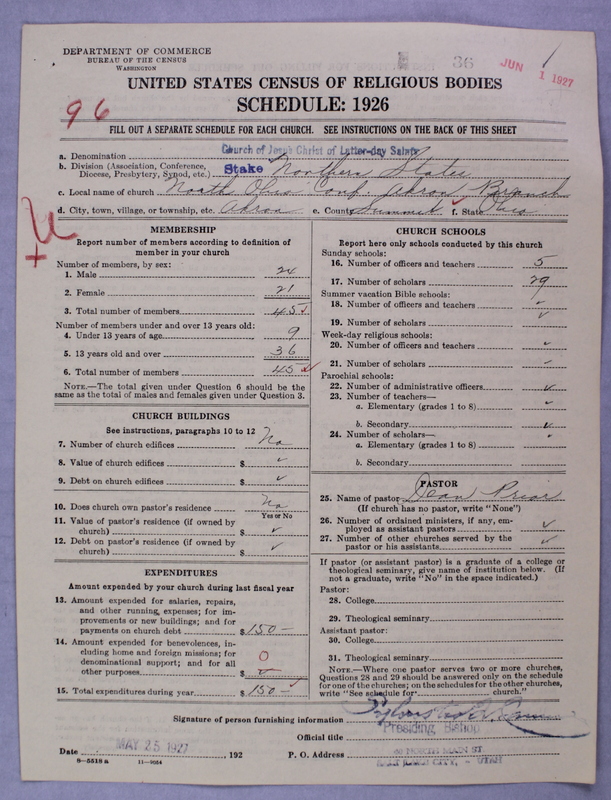 DEPARTMENT OF COMMERCE
BUREAU OF THE CENSUS
WASHINGTON
36
JUN 1 1927
1
UNITED STATES CENSUS OF RELIGIOUS BODIES
SCHEDULE: 1926
96
FILL OUT A SEPARATE SCHEDULE FOR EACH CHURCH. SEE INSTRUCTIONS ON THE BACK OF THIS SHEET
a. Denomination Church of Jesus Christ of Latter-day Saints
b. Division (Association, Conference, Diocese, Presbytery, Synod, etc.) Stake Northern States
c. Local name of church North Ohio Conf. Akron Branch
d. City, town, village, or township, etc. Akron e. County Summit f. State Ohio
MEMBERSHIP
Report number of members according to definition of member in your church
Number of members, by sex:
1. Male 24
2. Female 21
3. Total number of members 45
Number of members under and over 13 years old:
4. Under 13 years of age 9
5. 13 years old and over 36
6. Total number of members 45
NOTE.—The total given under Question 6 should be the same as the total of males and females given under Question 3.
CHURCH BUILDINGS
See instructions, paragraphs 10 to 12
7. Number of church edifices No
8. Value of church edifices $
9. Debt on church edifices $
10. Does church own pastor's residence No
Yes or No
11. Value of pastor's residence (if owned by church) $
12. Debt on pastor's residence (if owned by church) $
EXPENDITURES
Amount expended by your church during last fiscal year
13. Amount expended for salaries, repairs, and other running expenses; for improvements or new buildings; and for payments on church debt $150—
14. Amount expended for benevolences, including home and foreign missions; for denominational support; and for all other purposes $ 0
15. Total expenditures during year $150—
CHURCH SCHOOLS
Report here only schools conducted by this church
Sunday schools:
16. Number of officers and teachers 5
17. Number of scholars 29
Summer vacation Bible schools:
18. Number of officers and teachers
19. Number of scholars
Week-day religious schools:
20. Number of officers and teachers
21. Number of scholars
Parochial schools:
22. Number of administrative officers
23. Number of teachers—
a. Elementary (grades 1 to 8)
b. Secondary
24. Number of scholars—
a. Elementary (grades 1 to 8)
b. Secondary
PASTOR
25. Name of pastor Dean Prior
(If church has no pastor, write "None")
26. Number of ordained ministers, if any, employed as assistant pastors
27. Number of other churches served by the pastor or his assistants
If pastor (or assistant pastor) is a graduate of a college or theological seminary, give name of institution below. (If not a graduate, write "No" in the space indicated.)
Pastor:
28. College
29. Theological seminary
Assistant pastor:
30. College
31. Theological seminary
NOTE.—Where one pastor serves two or more churches, Questions 28 and 29 should be answered only on the schedule for one of the churches; on the schedules for the other churches, write "See schedule for church."
Signature of person furnishing information
Official title Presiding Bishop
Date MAY 25 1927 192 P. O. Address 40 NORTH MAIN ST
SALT LAKE CITY, - UTAH
8—5518a 11—9064